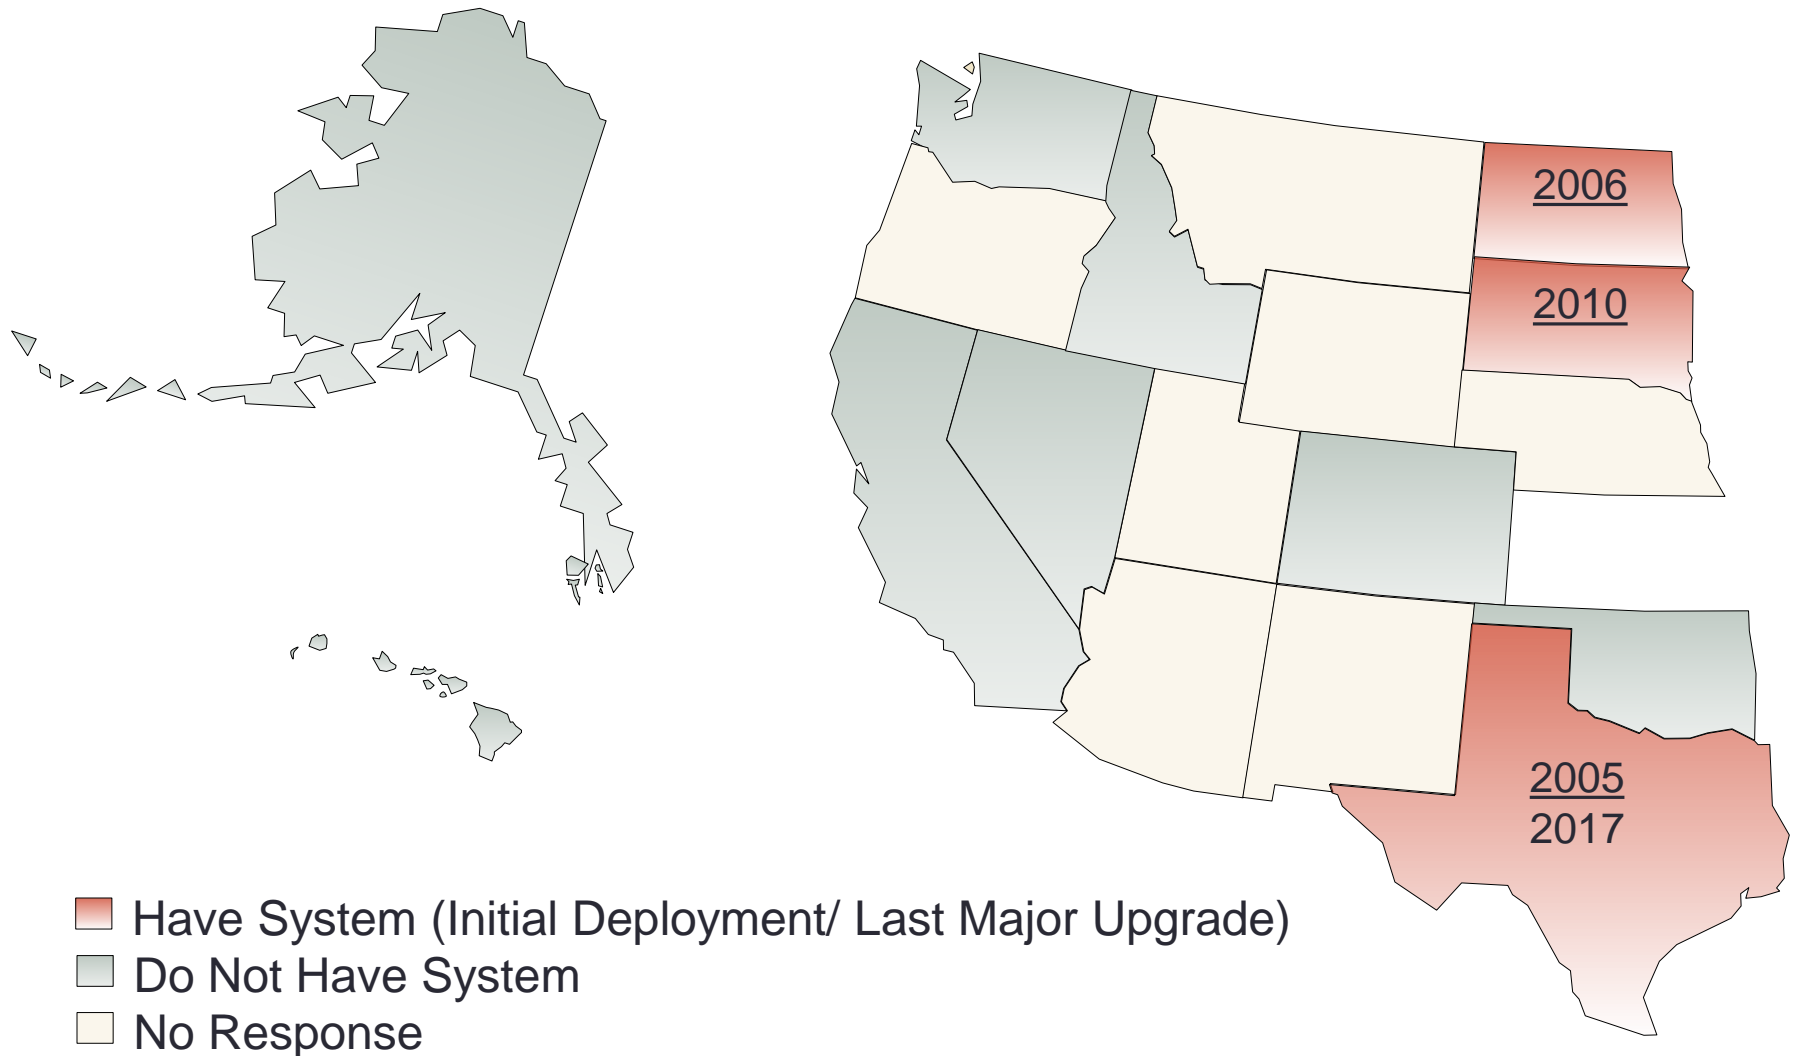 2006
2010
2005
2017
Have System (Initial Deployment/ Last Major Upgrade)
Do Not Have System
No Response